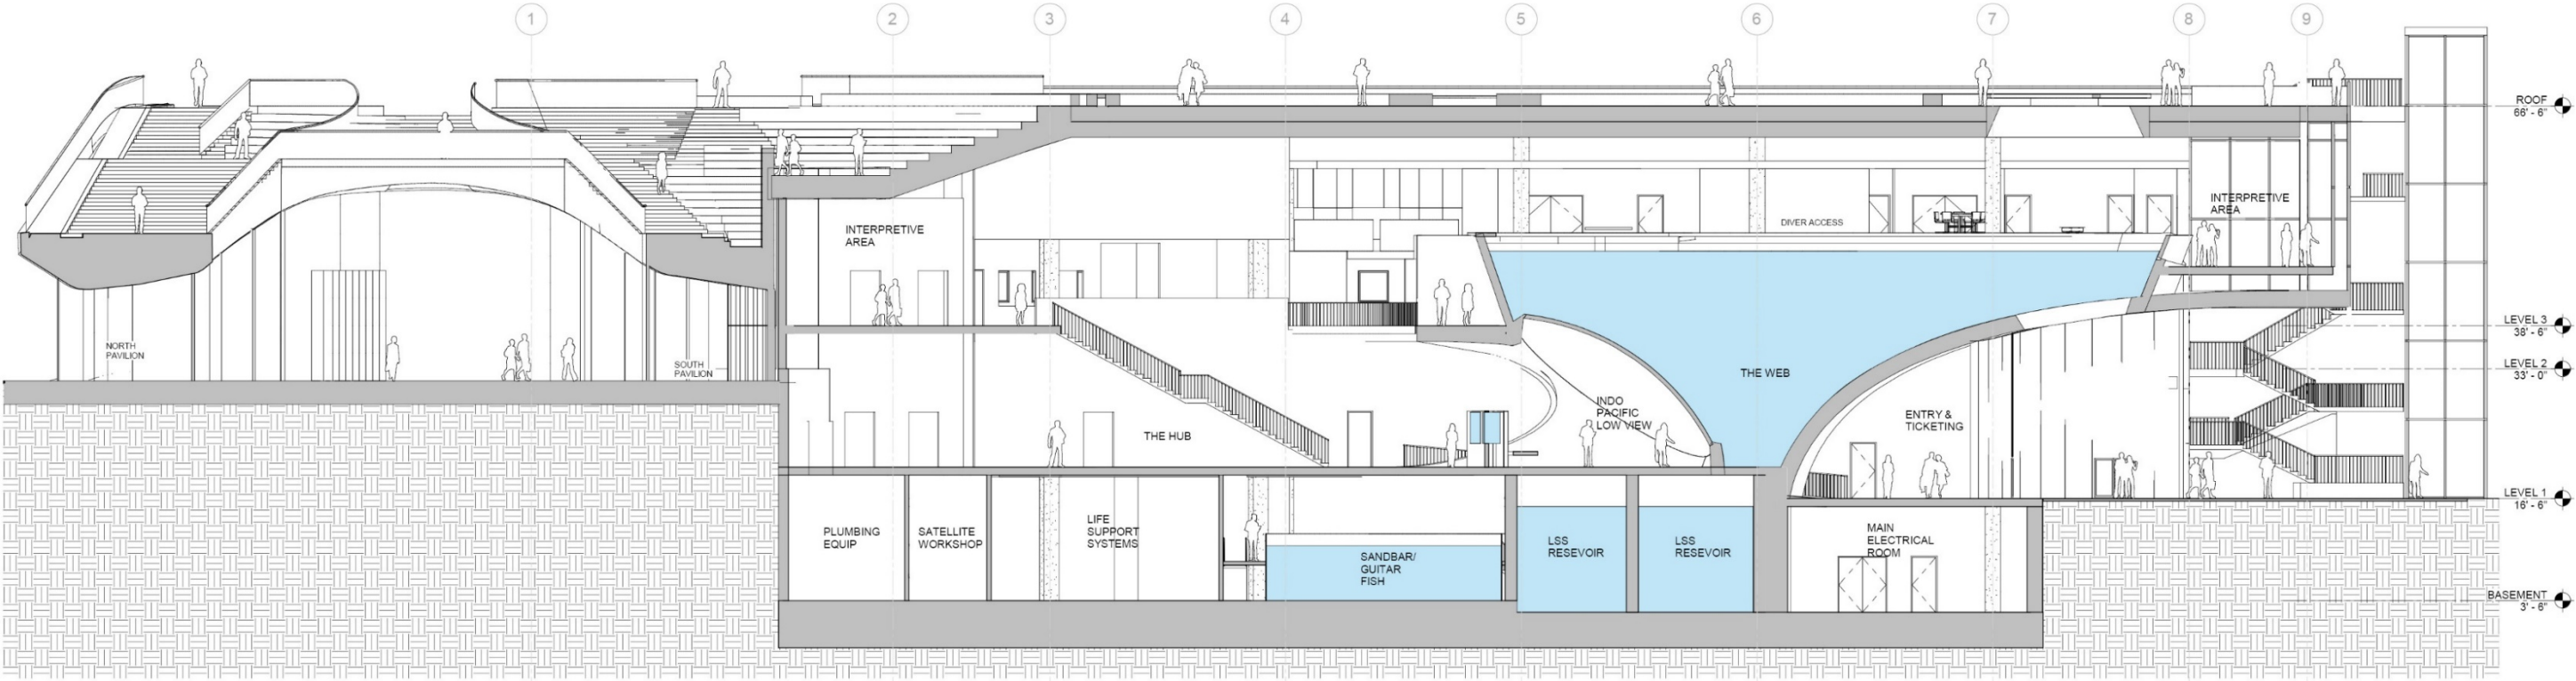 1
2
3
4
5
6
7
8
9
ROOF
66' - 6"
INTERPRETIVE
AREA
DIVER ACCESS
INTERPRETIVE
AREA
NORTH
PAVILION
SOUTH
PAVILION
LEVEL 3
38' - 6"
LEVEL 2
33' - 0"
THE WEB
THE HUB
INDO
PACIFIC
LOW VIEW
ENTRY &
TICKETING
LEVEL 1
16' - 6"
PLUMBING
EQUIP
SATELLITE
WORKSHOP
LIFE
SUPPORT
SYSTEMS
SANDBAR/
GUITAR
FISH
LSS
RESEVOIR
LSS
RESEVOIR
MAIN
ELECTRICAL
ROOM
BASEMENT
3' - 6"